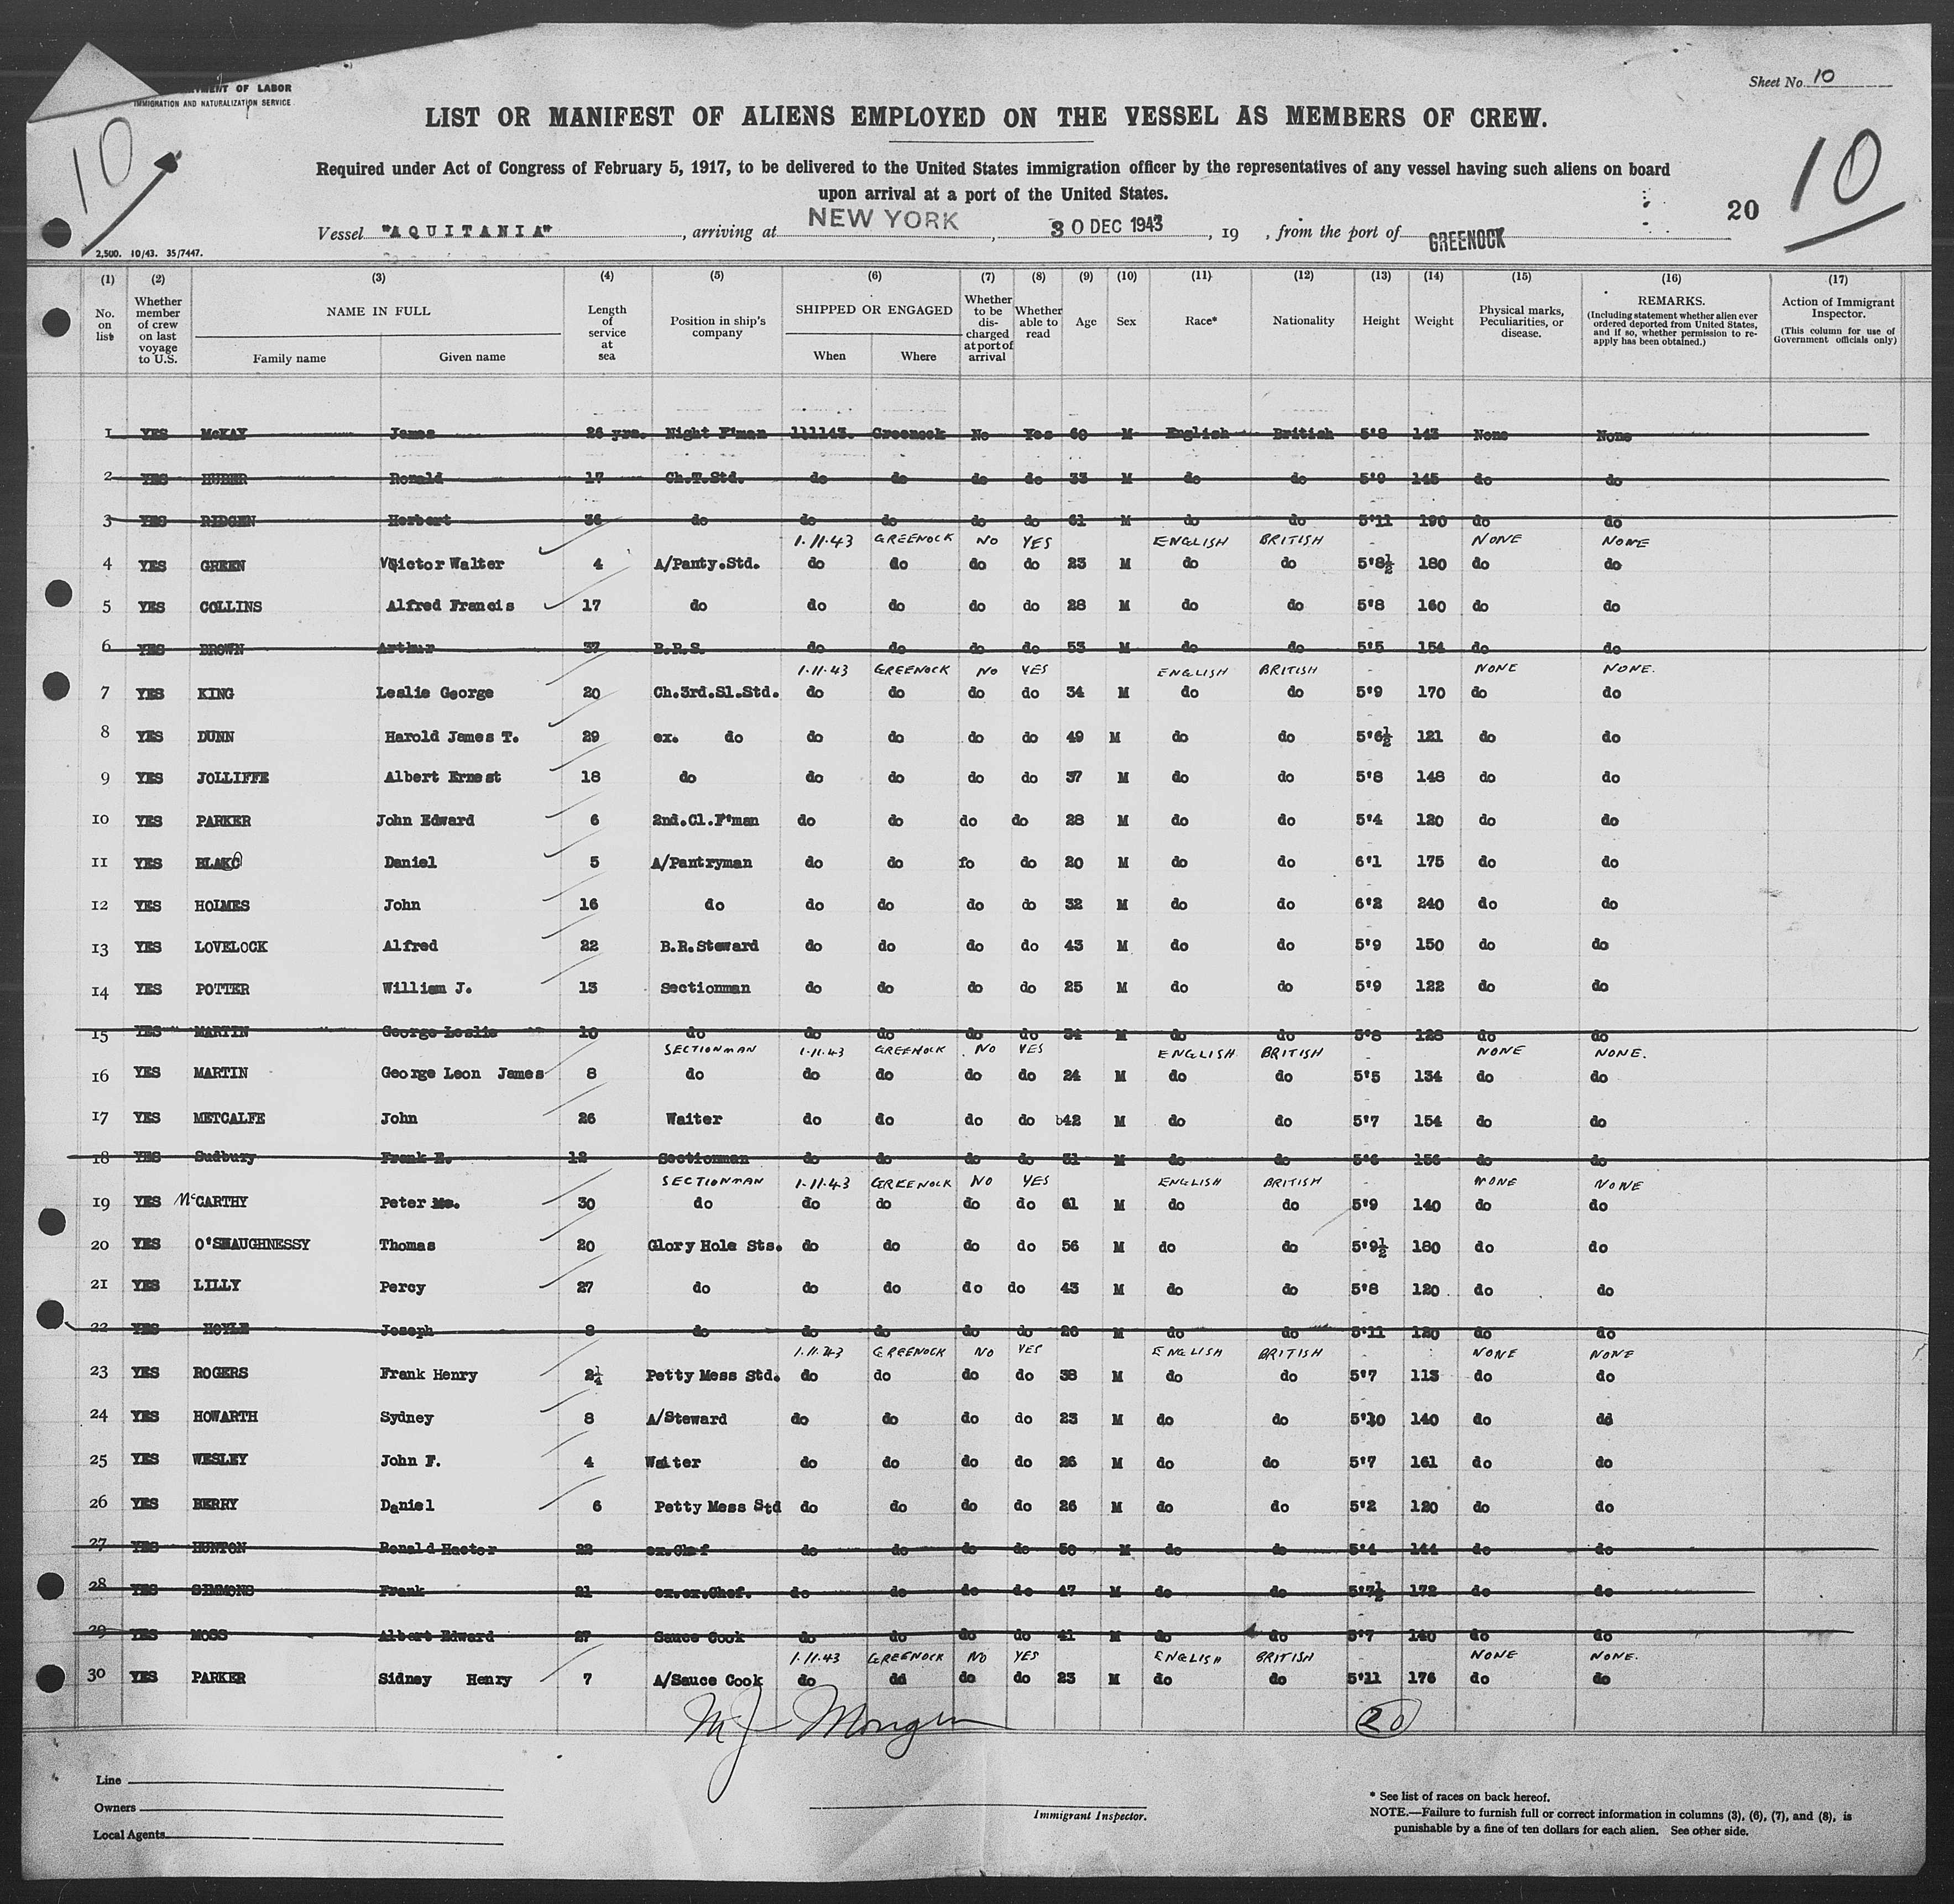 Sheet No. 10
MENT OF LABOR
IMMIGRATION AND NATURALIZATION SERVICE
LIST OR MANIFEST OF ALIENS EMPLOYED ON THE VESSEL AS MEMBERS OF CREW.
10
10
Required under Act of Congress of February 5, 1917, to be delivered to the United States immigration officer by the representatives of any vessel having such aliens on board
upon arrival at a port of the United States.
20
Vessel "AQUITANIA", arriving at NEW YORK, 30 DEC 1943, 19 , from the port of GREENOCK
2,500. 10/43. 35/7447.
(1) (2) (3) (4) (5) (6) (7) (8) (9) (10) (11) (12) (13) (14) (15) (16) (17)
No. on list
Whether member of crew on last voyage to U.S.
NAME IN FULL
Family name Given name
Length of service at sea
Position in ship's company
SHIPPED OR ENGAGED
When Where
Whether to be discharged at port of arrival
Whether able to read
Age
Sex
Race*
Nationality
Height
Weight
Physical marks, Peculiarities, or disease.
REMARKS. (Including statement whether alien ever ordered deported from United States, and if so, whether permission to re-apply has been obtained.)
Action of Immigrant Inspector. (This column for use of Government officials only)
1 YES McKAY James 26 yrs. Night F'man 111143. Greenock No Yes 60 M English British 5'8 143 None None
2 YES HUBER Ronald 17 Ch.T.Std. do do do do 33 M do do 5'9 145 do do
3 YES RIDGEN Herbert 36 do do do do do 61 M do do 5'11 190 do do
1.11.43 GREENOCK NO YES ENGLISH BRITISH NONE NONE
4 YES GREEN Victor Walter 4 A/Panty.Std. do do do do 23 M do do 5'8½ 180 do do
5 YES COLLINS Alfred Francis 17 do do do do do 28 M do do 5'8 160 do do
6 YES BROWN Arthur 37 B.R.S. do do do do 53 M do do 5'5 154 do do
1.11.43 GREENOCK NO YES ENGLISH BRITISH NONE NONE.
7 YES KING Leslie George 20 Ch.3rd.Sl.Std. do do do do 34 M do do 5'9 170 do do
8 YES DUNN Harold James T. 29 ex. do do do do do 49 M do do 5'6½ 121 do do
9 YES JOLLIFFE Albert Ernest 18 do do do do do 37 M do do 5'8 148 do do
10 YES PARKER John Edward 6 2nd.Cl.F'man do do do do 28 M do do 5'4 120 do do
11 YES Daniel 5 A/Pantryman do do fo do 20 M do do 6'1 175 do do
12 YES HOLMES John 16 do do do do do 32 M do do 6'2 240 do do
13 YES LOVELOCK Alfred 22 B.R.Steward do do do do 43 M do do 5'9 150 do do
14 YES POTTER William J. 13 Sectionman do do do do 25 M do do 5'9 122 do do
15 YES MARTIN George Leslie 10 do do do do do 34 M do do 5'8 128 do do
SECTIONMAN 1.11.43 GREENOCK NO YES ENGLISH BRITISH NONE NONE.
16 YES MARTIN George Leon James 8 do do do do do 24 M do do 5'5 134 do do
17 YES METCALFE John 26 Waiter do do do do 42 M do do 5'7 154 do do
18 YES Sudbury Frank E. 12 Sectionman do do do do 31 M do do 5'6 156 do do
SECTIONMAN 1.11.43 GREENOCK NO YES ENGLISH BRITISH NONE NONE
19 YES McCARTHY Peter Mc. 30 do do do do do 61 M do do 5'9 140 do do
20 YES O'SHAUGHNESSY Thomas 20 Glory Hole Sts. do do do do 56 M do do 5'9½ 180 do do
21 YES LILLY Percy 27 do do do do do 43 M do do 5'8 120 do do
22 YES HOYLE Joseph 8 do do do do do 26 M do do 5'11 120 do do
1.11.43 GREENOCK NO YES ENGLISH BRITISH NONE NONE
23 YES ROGERS Frank Henry 2¼ Petty Mess Std. do do do do 38 M do do 5'7 113 do do
24 YES HOWARTH Sydney 8 A/Steward do do do do 23 M do do 5'10 140 do dd
25 YES WESLEY John F. 4 Waiter do do do do 26 M do do 5'7 161 do do
26 YES BERRY Daniel 6 Petty Mess Std do do do do 26 M do do 5'2 120 do do
27 YES HUNTON Ronald Hector 22 ex.Chef do do do do 50 M do do 5'4 144 do do
28 YES SIMMONS Frank 21 ex.ex.Chef. do do do do 47 M do do 5'7½ 172 do do
29 YES MOSS Albert Edward 27 Sauce Cook do do do do 41 M do do 5'7 140 do do
1.11.43 GREENOCK NO YES ENGLISH BRITISH NONE NONE.
30 YES PARKER Sidney Henry 7 A/Sauce Cook do dd do do 23 M do do 5'11 176 do do
20
Line
Owners
Local Agents
Immigrant Inspector.
* See list of races on back hereof.
NOTE.—Failure to furnish full or correct information in columns (3), (6), (7), and (8), is
punishable by a fine of ten dollars for each alien. See other side.